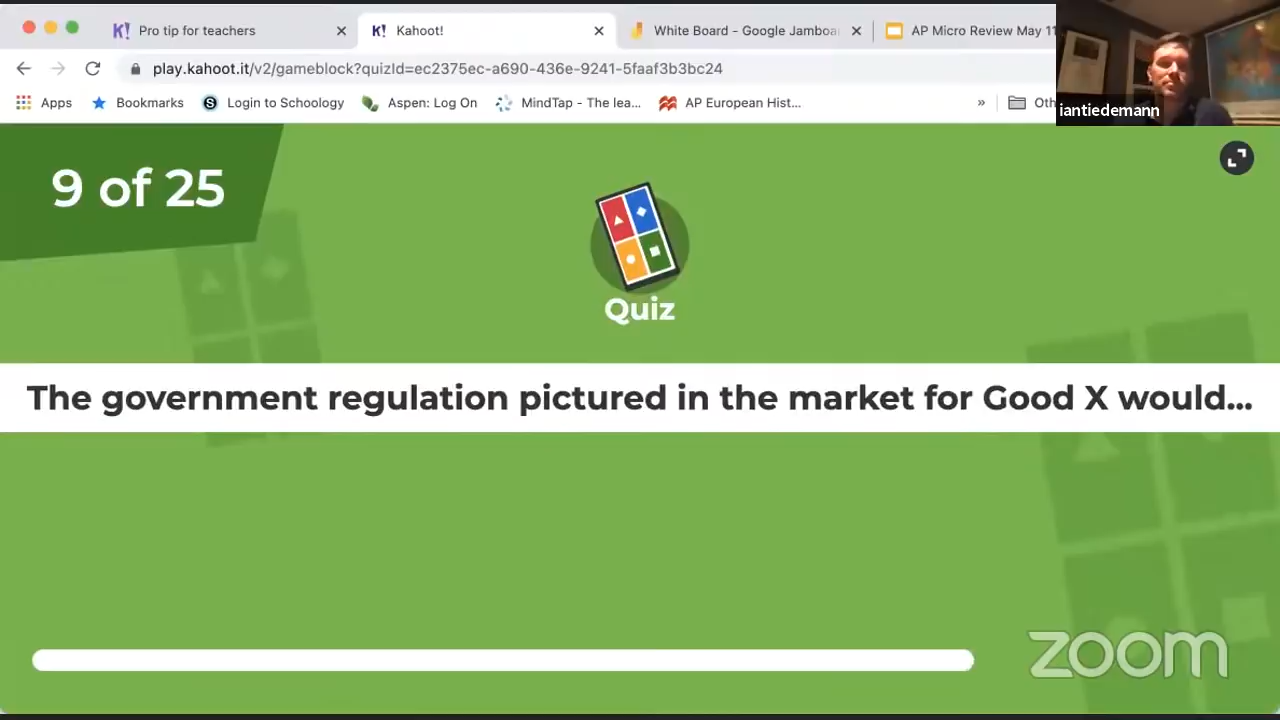 K! Pro tip for teachers
K! Kahoot!
White Board - Google Jamboa
AP Micro Review May 11
play.kahoot.it/v2/gameblock?quizId=ec2375ec-a690-436e-9241-5faaf3b3bc24
Apps
Bookmarks
S Login to Schoology
Aspen: Log On
MindTap - The lea...
AP European Hist...
»
Oth
iantiedemann
9 of 25
Quiz
The government regulation pictured in the market for Good X would...
zoom